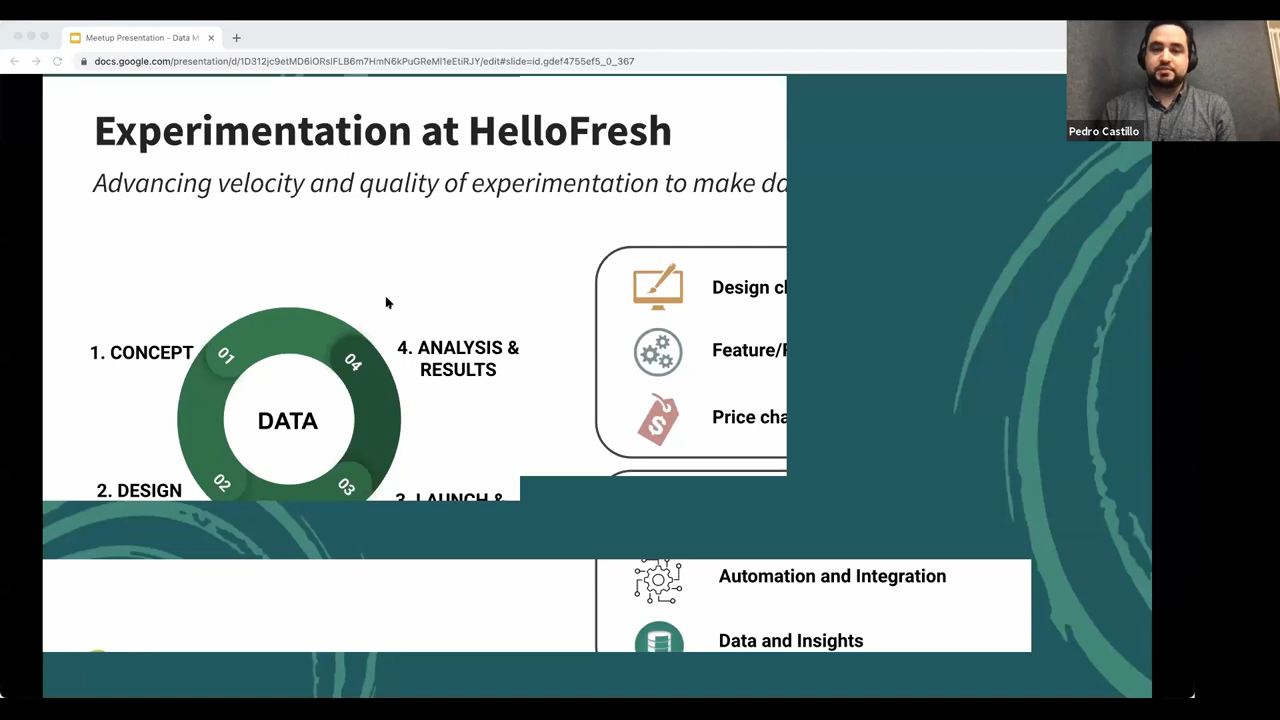 Meetup Presentation - Data M
docs.google.com/presentation/d/1D312jc9etMD6iORslFLB6m7HmN6kPuGReMl1eEtiRJY/edit#slide=id.gdef4755ef5_0_367
Pedro Castillo
Experimentation at HelloFresh
Advancing velocity and quality of experimentation to make da
1. CONCEPT
01
04
4. ANALYSIS &
RESULTS
DATA
2. DESIGN
02
03
3. LAUNCH &
Design c
Feature/
Price cha
Automation and Integration
Data and Insights